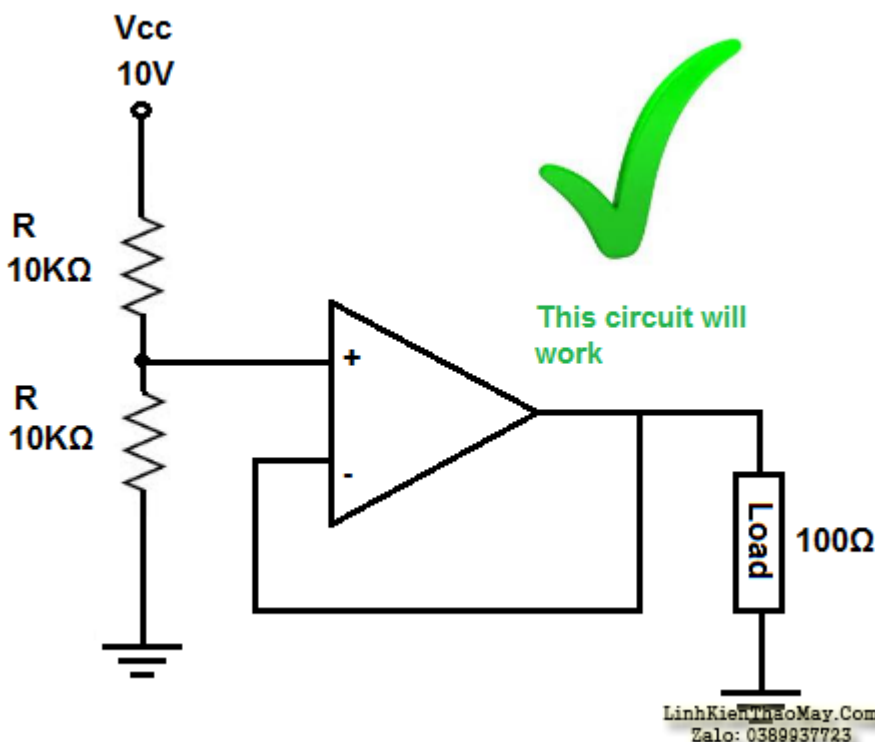 Vcc
10V
R
10KΩ
This circuit will
work
+
R
10KΩ
-
Load
100Ω
LinhKienThaoMay.Com
Zalo: 0389937723